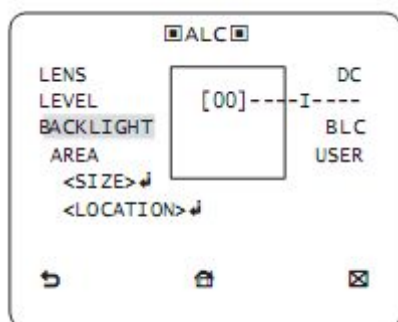 ▣ALC▣
LENS DC
LEVEL [00]----I----
BACKLIGHT BLC
AREA USER
<SIZE>↲
<LOCATION>↲